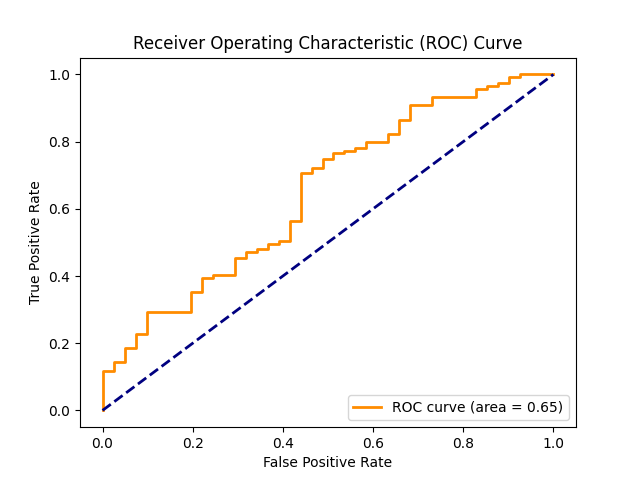 Receiver Operating Characteristic (ROC) Curve
1.0
0.8
0.6
0.4
0.2
0.0
True Positive Rate
ROC curve (area = 0.65)
0.0 0.2 0.4 0.6 0.8 1.0
False Positive Rate